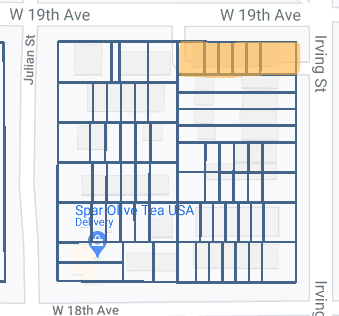 W 19th Ave
W 19th Ave
Julian St
Irving St
Spar Olive Tea USA
Delivery
W 18th Ave
Irving